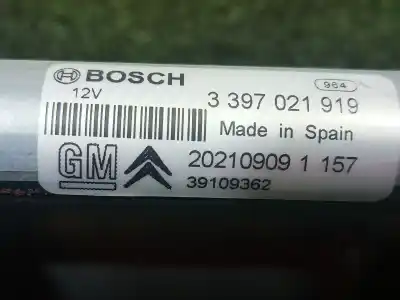 BOSCH
964
12V
3 397 021 919
Made in Spain
GM
20210909 1 157
39109362